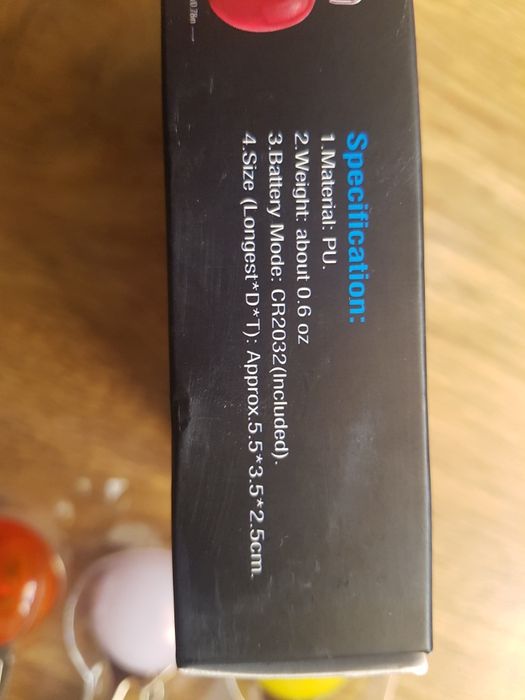 Specification:
1.Material: PU.
2.Weight: about 0.6 oz
3.Battery Mode: CR2032(Included).
4.Size (Longest*D*T): Approx.5.5*3.5*2.5cm.